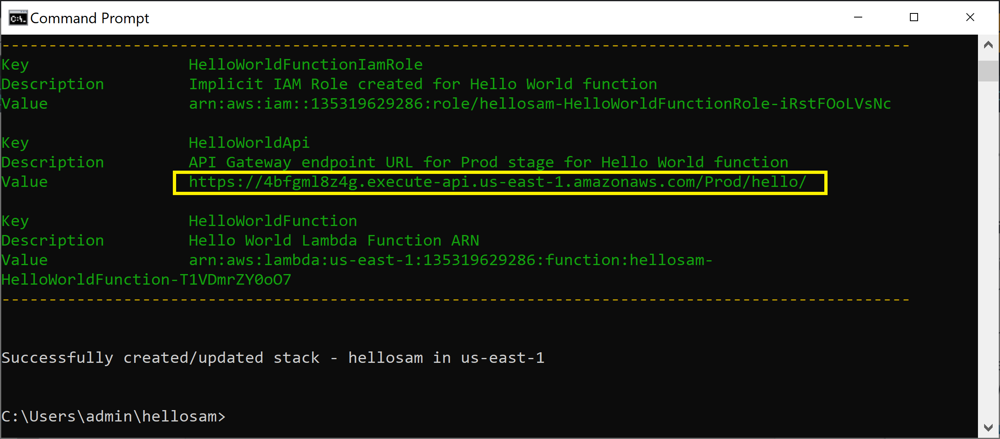 Command Prompt
--------------------------------------------------------------------------------------------------
Key                 HelloWorldFunctionIamRole
Description         Implicit IAM Role created for Hello World function
Value               arn:aws:iam::135319629286:role/hellosam-HelloWorldFunctionRole-iRstFOoLVsNc
Key                 HelloWorldApi
Description         API Gateway endpoint URL for Prod stage for Hello World function
Value               https://4bfgml8z4g.execute-api.us-east-1.amazonaws.com/Prod/hello/
Key                 HelloWorldFunction
Description         Hello World Lambda Function ARN
Value               arn:aws:lambda:us-east-1:135319629286:function:hellosam-
HelloWorldFunction-T1VDmrZY0oO7
--------------------------------------------------------------------------------------------------
Successfully created/updated stack - hellosam in us-east-1
C:\Users\admin\hellosam>